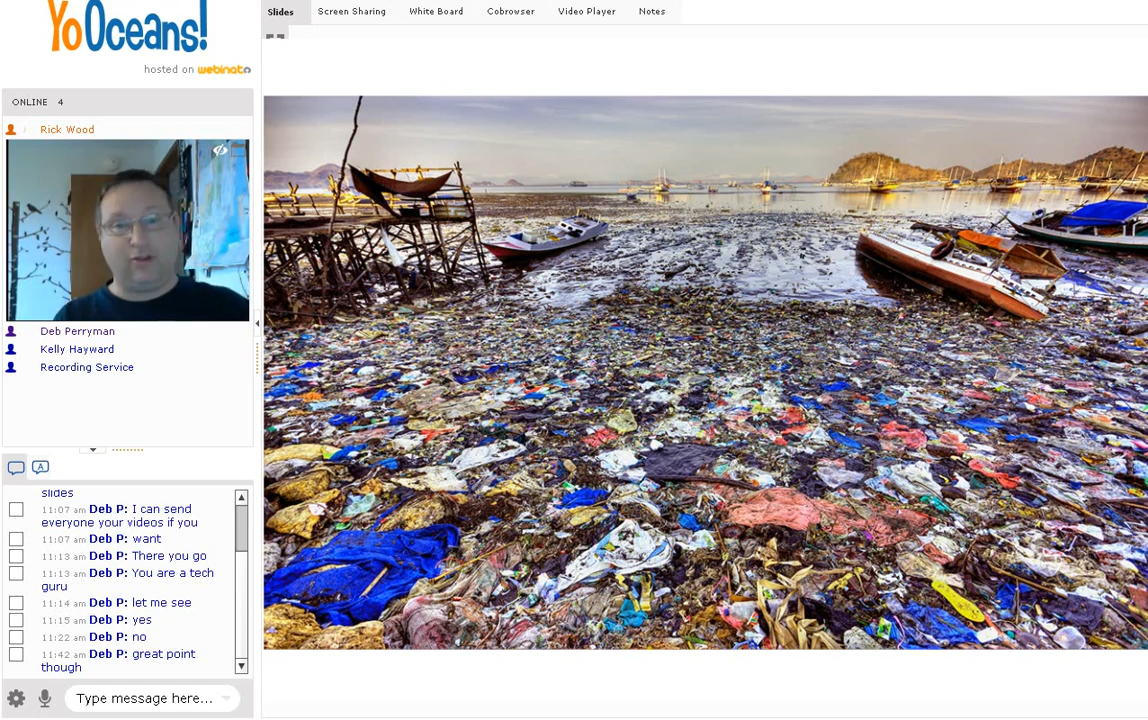 Slides Screen Sharing White Board Cobrowser Video Player Notes
YoOceans!
hosted on webinato
ONLINE 4
Rick Wood
Deb Perryman
Kelly Hayward
Recording Service
A
slides
11:07 am Deb P: I can send
everyone your videos if you
11:07 am Deb P: want
11:13 am Deb P: There you go
11:13 am Deb P: You are a tech
guru
11:14 am Deb P: let me see
11:15 am Deb P: yes
11:22 am Deb P: no
11:42 am Deb P: great point
though
Type message here...